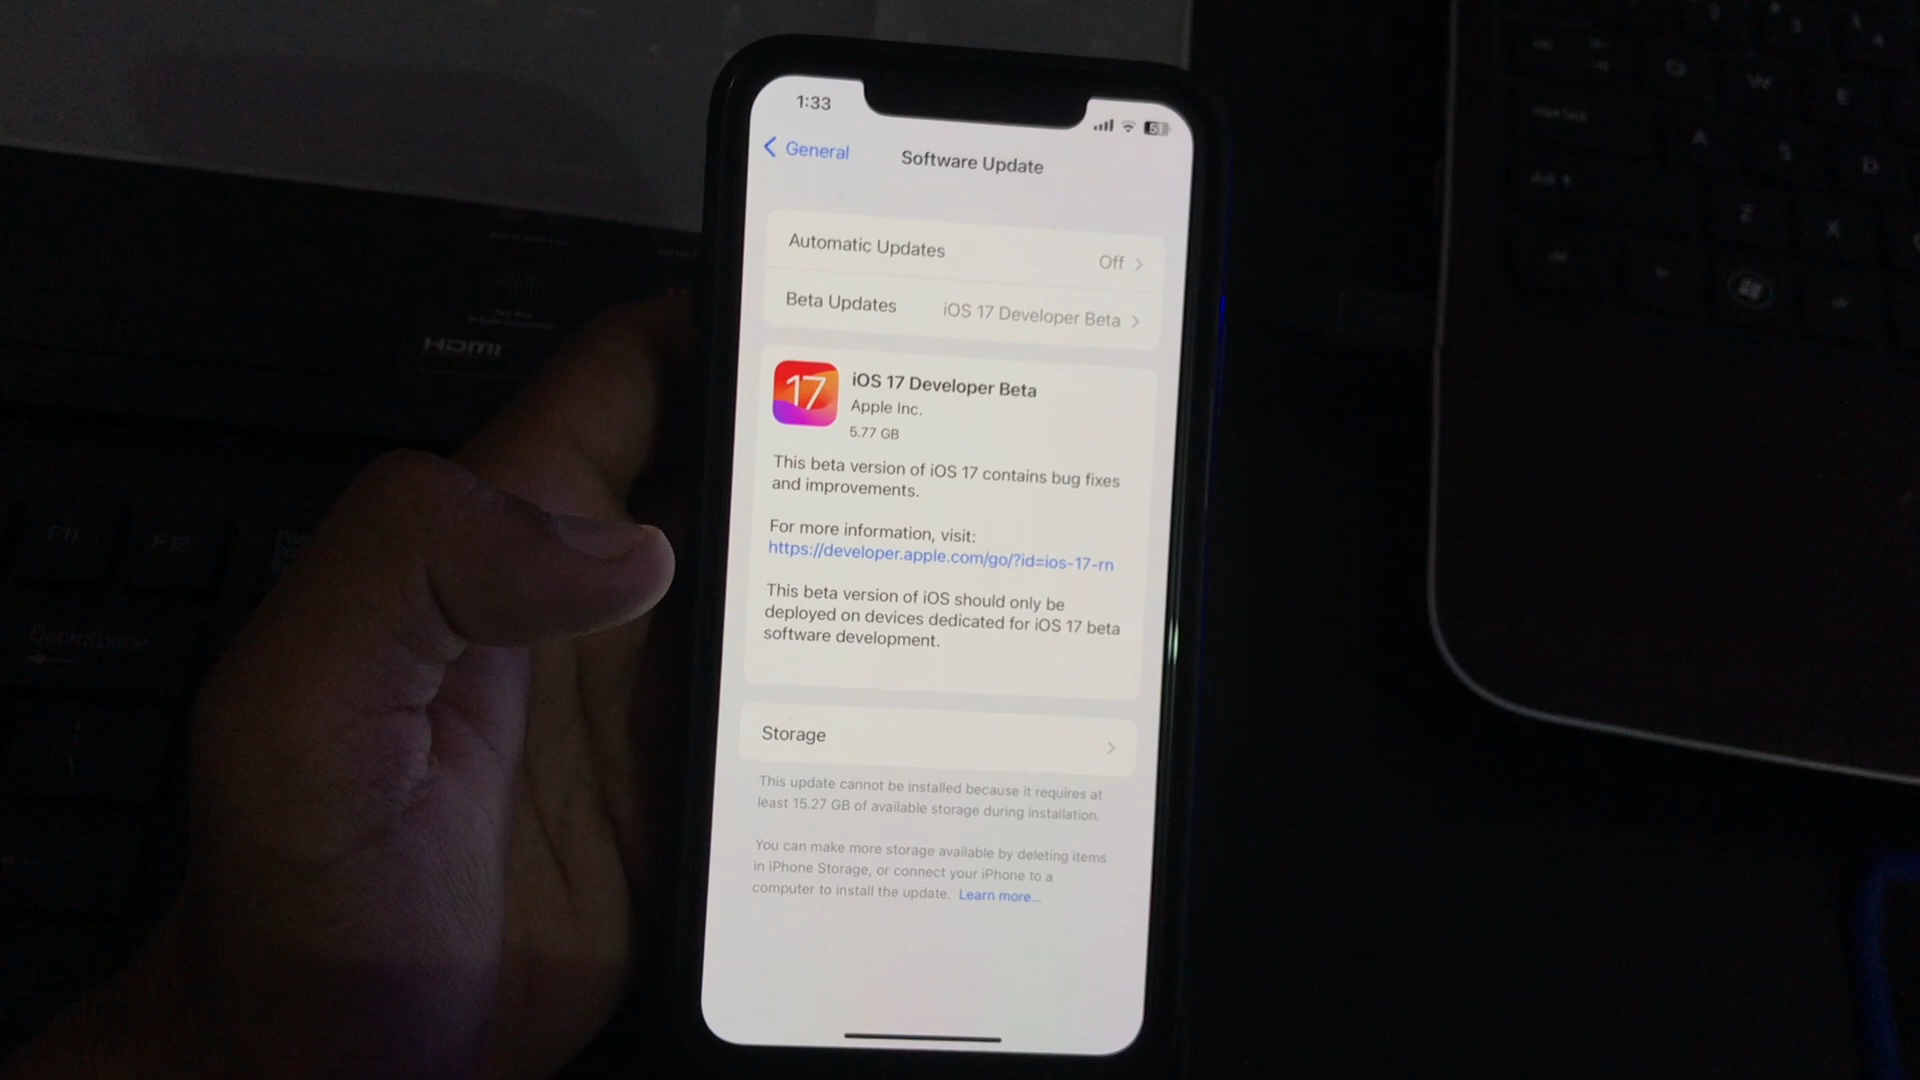 1:33
51
General
Software Update
Automatic Updates
Off
Beta Updates
iOS 17 Developer Beta
17
iOS 17 Developer Beta
Apple Inc.
5.77 GB
This beta version of iOS 17 contains bug fixes
and improvements.
For more information, visit:
https://developer.apple.com/go/?id=ios-17-rn
This beta version of iOS should only be
deployed on devices dedicated for iOS 17 beta
software development.
Storage
This update cannot be installed because it requires at
least 15.27 GB of available storage during installation.
You can make more storage available by deleting items
in iPhone Storage, or connect your iPhone to a
computer to install the update. Learn more...
HDMI
F11
F12
BackSpace
Q
W
E
A
S
D
Z
X